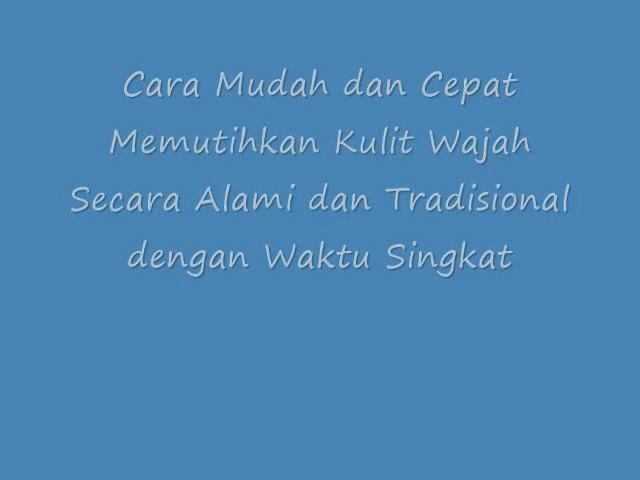 Cara Mudah dan Cepat
Memutihkan Kulit Wajah
Secara Alami dan Tradisional
dengan Waktu Singkat